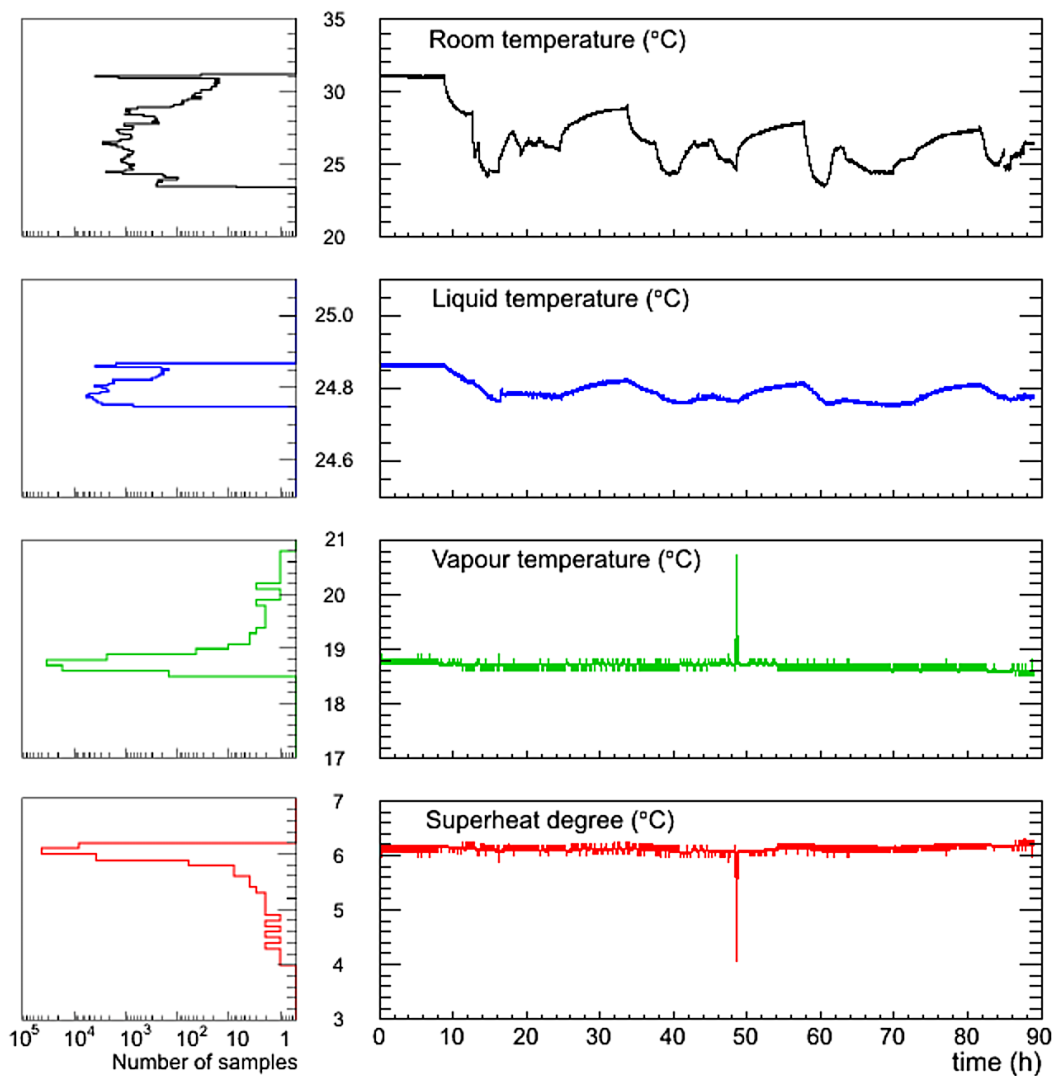 35
30
25
20
Room temperature (°C)
25.0
24.8
24.6
Liquid temperature (°C)
21
20
19
18
17
Vapour temperature (°C)
7
6
5
4
3
Superheat degree (°C)
10⁵ 10⁴ 10³ 10² 10 1
Number of samples
0 10 20 30 40 50 60 70 80 90
time (h)